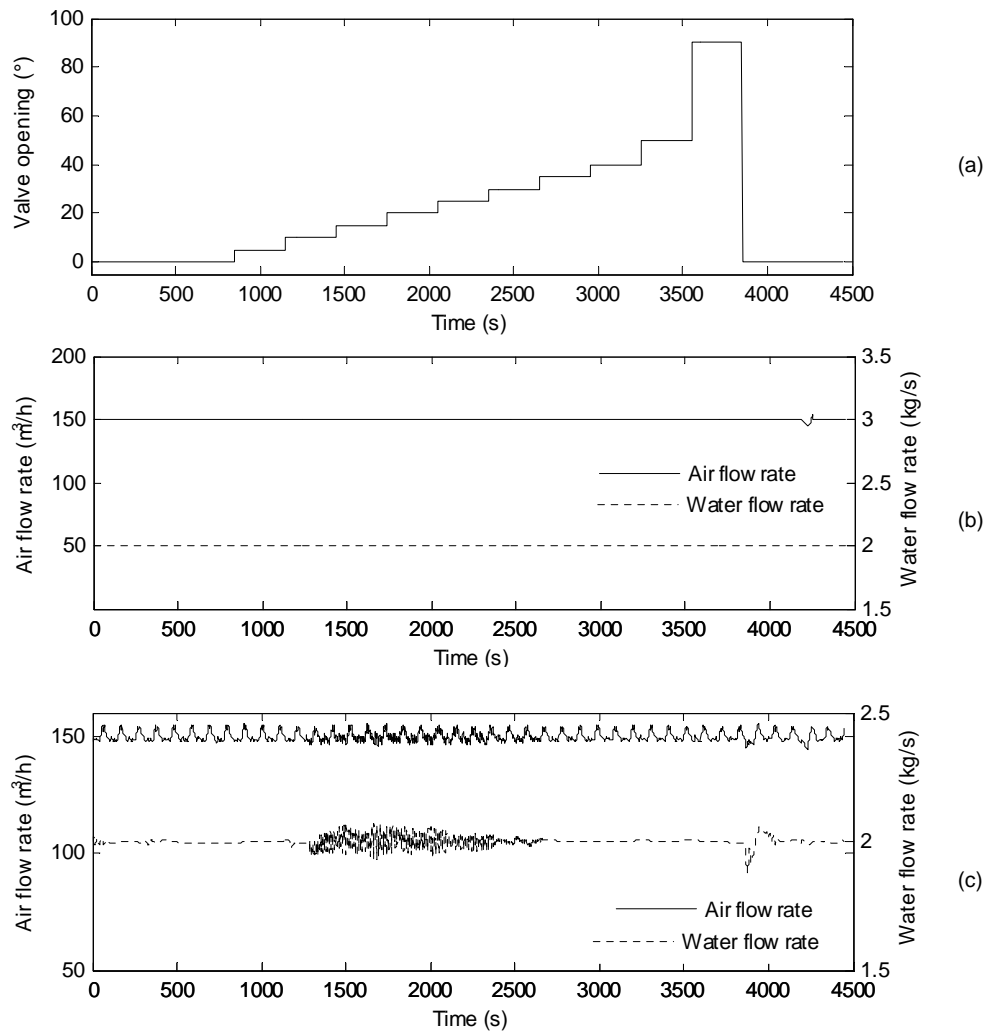 100
80
60
40
20
0
Valve opening (°)
0 500 1000 1500 2000 2500 3000 3500 4000 4500
Time (s)
(a)
200
150
100
50
Air flow rate (m³/h)
3.5
3
2.5
2
1.5
Water flow rate (kg/s)
Air flow rate
Water flow rate
0 500 1000 1500 2000 2500 3000 3500 4000 4500
Time (s)
(b)
150
100
50
Air flow rate (m³/h)
2.5
2
1.5
Water flow rate (kg/s)
Air flow rate
Water flow rate
0 500 1000 1500 2000 2500 3000 3500 4000 4500
Time (s)
(c)